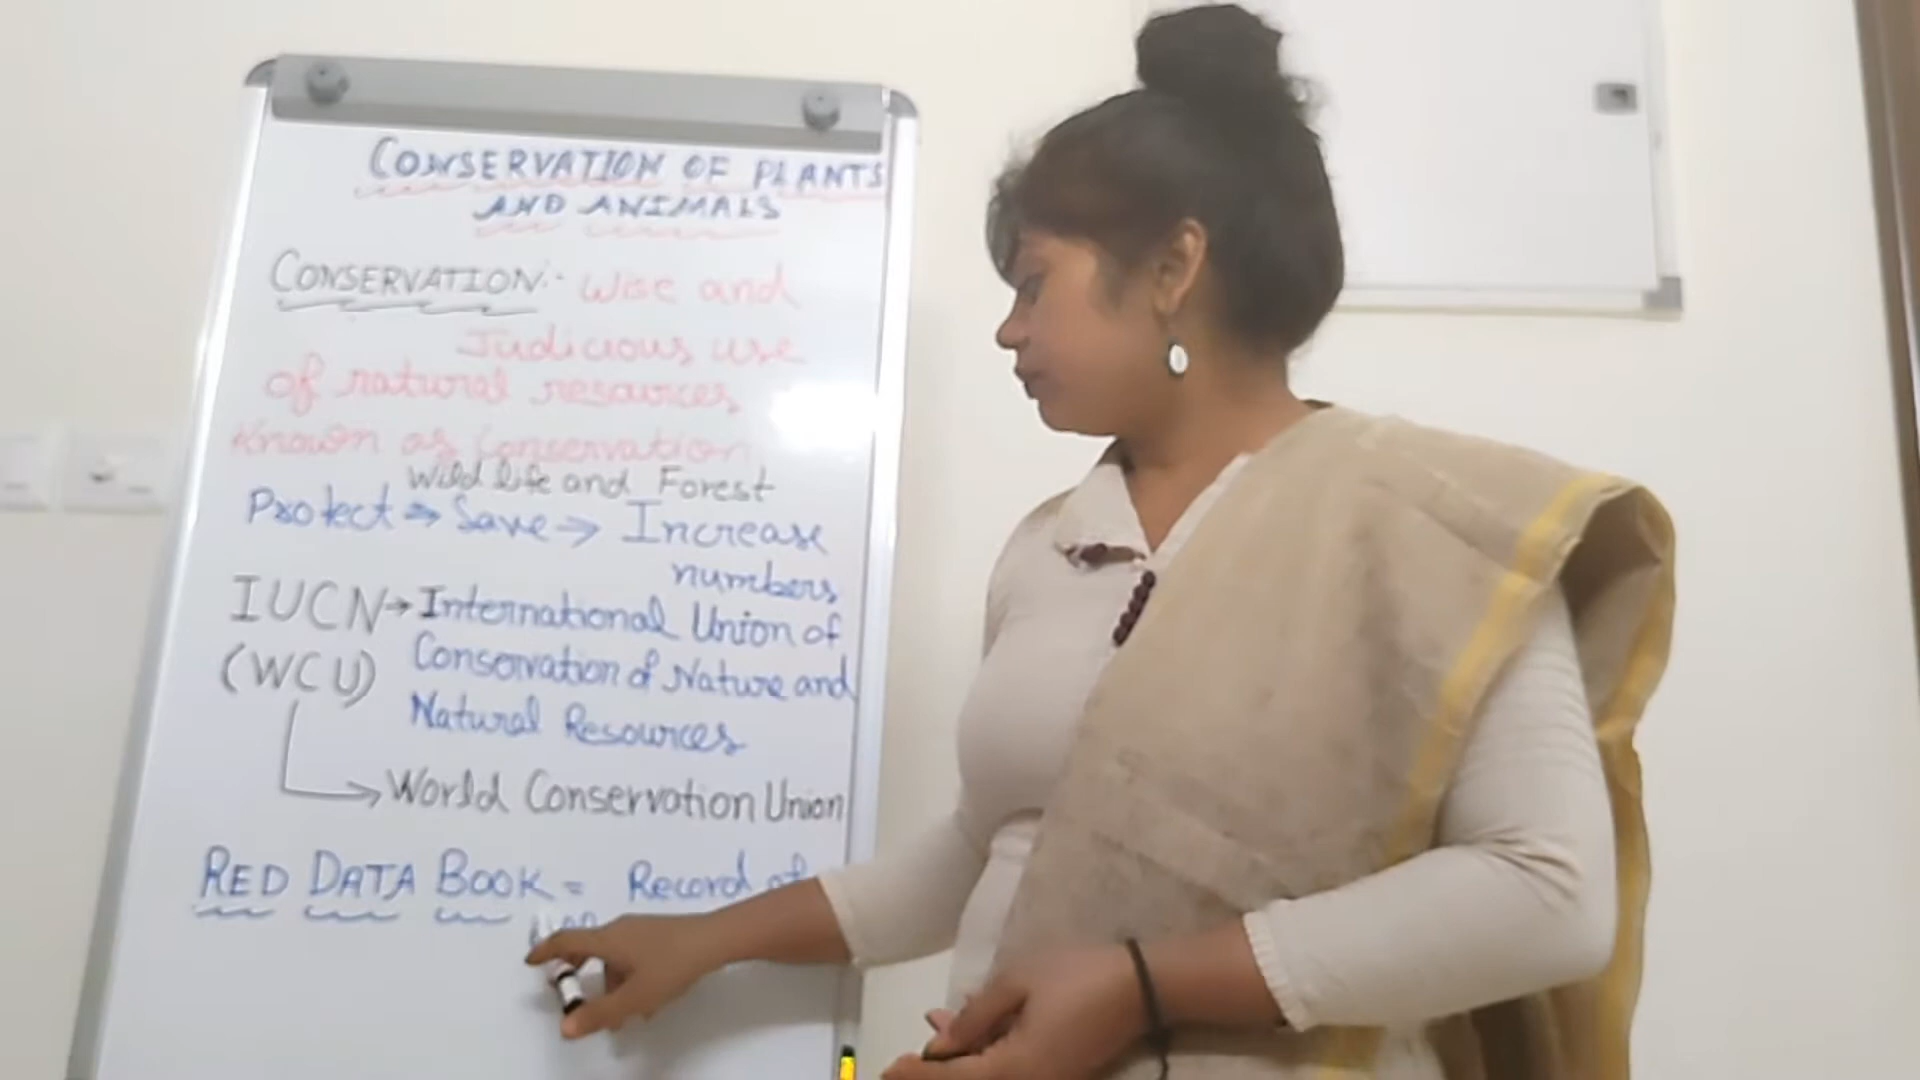 CONSERVATION OF PLANTS
AND ANIMALS
CONSERVATION:- Wise and
Judicious use
of natural resources
Known as Conservation
Wild life and Forest
Protect → Save → Increase
numbers
IUCN → International Union of
(WCU) Conservation of Nature and
Natural Resources
World Conservation Union
RED DATA BOOK = Record of